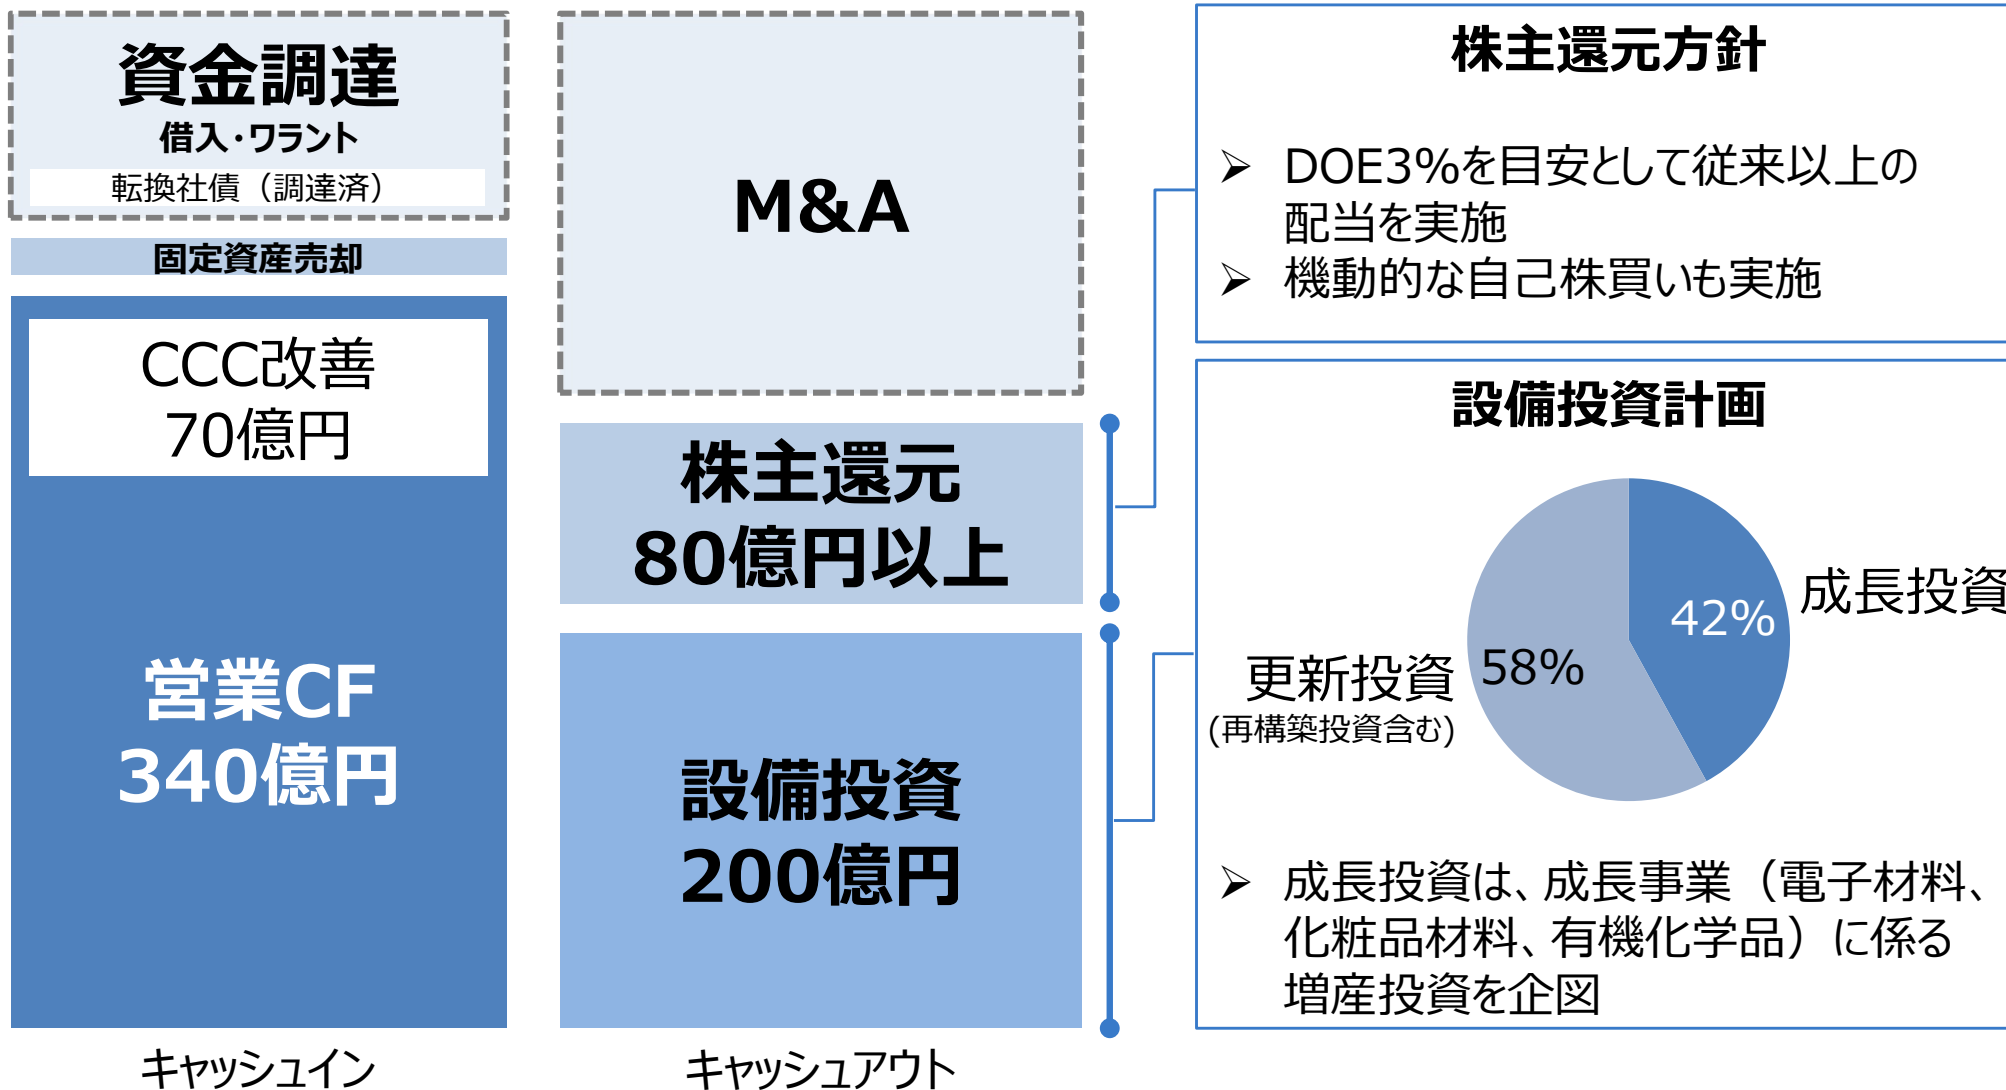 資金調達
借入・ワラント
転換社債（調達済）
固定資産売却
CCC改善
70億円
営業CF
340億円
キャッシュイン
M&A
株主還元
80億円以上
設備投資
200億円
キャッシュアウト
株主還元方針
➢ DOE3%を目安として従来以上の
配当を実施
➢ 機動的な自己株買いも実施
設備投資計画
成長投資
42%
58%
更新投資
(再構築投資含む)
➢ 成長投資は、成長事業（電子材料、
化粧品材料、有機化学品）に係る
増産投資を企図